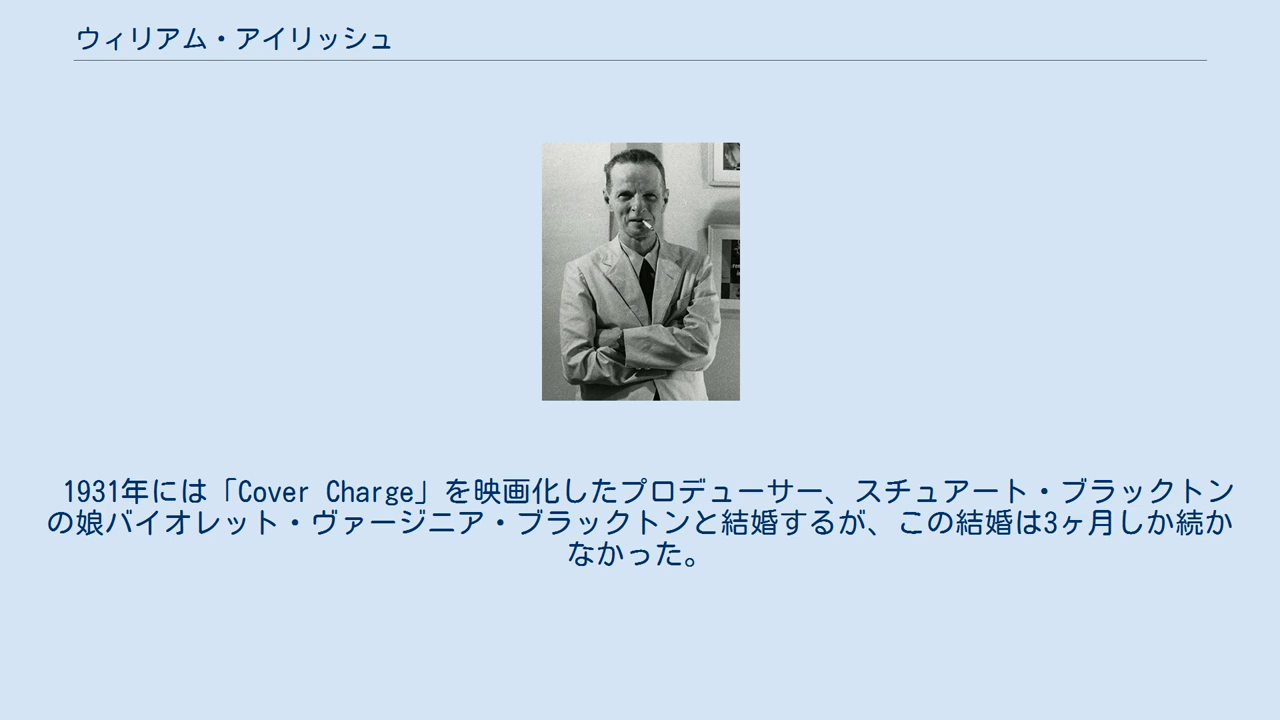 ウィリアム・アイリッシュ
1931年には「Cover Charge」を映画化したプロデューサー、スチュアート・ブラックトン
の娘バイオレット・ヴァージニア・ブラックトンと結婚するが、この結婚は3ヶ月しか続か
なかった。